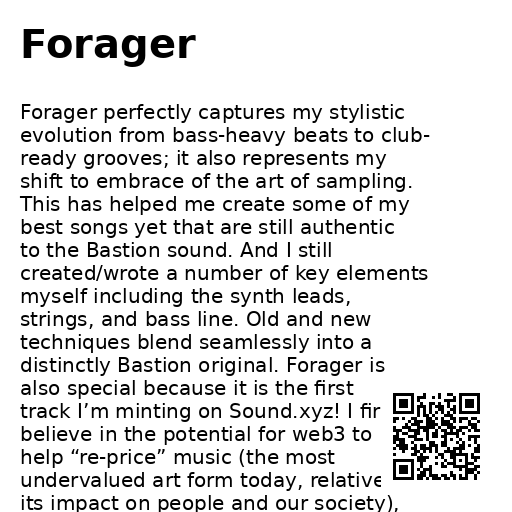 Forager
Forager perfectly captures my stylistic
evolution from bass-heavy beats to club-
ready grooves; it also represents my
shift to embrace of the art of sampling.
This has helped me create some of my
best songs yet that are still authentic
to the Bastion sound. And I still
created/wrote a number of key elements
myself including the synth leads,
strings, and bass line. Old and new
techniques blend seamlessly into a
distinctly Bastion original. Forager is
also special because it is the first
track I’m minting on Sound.xyz! I
believe in the potential for web3 to
help “re-price” music (the most
undervalued art form today, relative
its impact on people and our society),